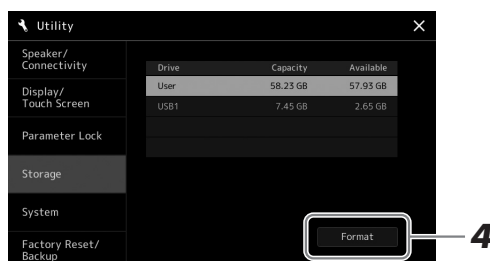 Utility
Speaker/
Connectivity
Display/
Touch Screen
Parameter Lock
Storage
System
Factory Reset/
Backup
Drive Capacity Available
User 58.23 GB 57.93 GB
USB1 7.45 GB 2.65 GB
Format
4